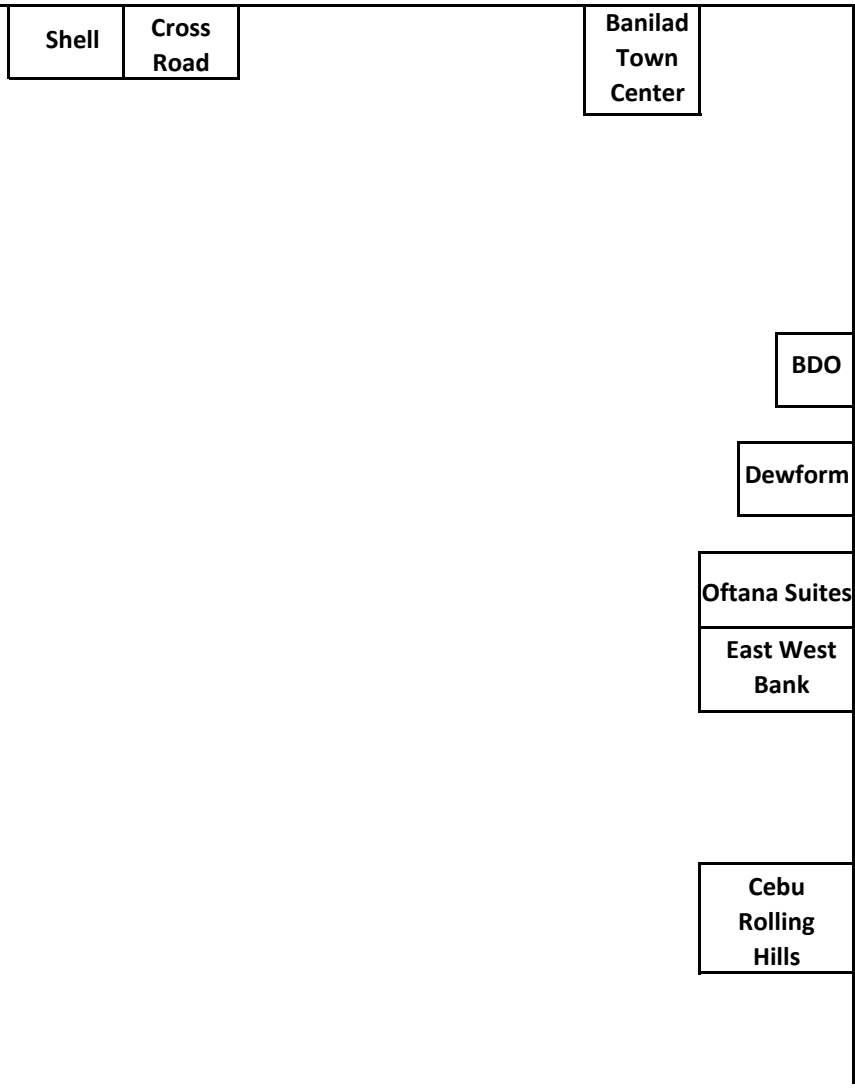 Shell
Cross
Road
Banilad
Town
Center
BDO
Dewform
Oftana Suites
East West
Bank
Cebu
Rolling
Hills